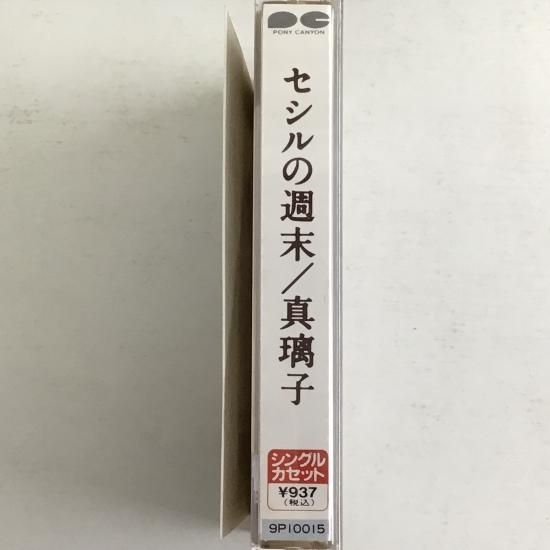 PC
PONY CANYON
セシルの週末/真璃子
シングル
カセット
¥937
(税込)
9P10015